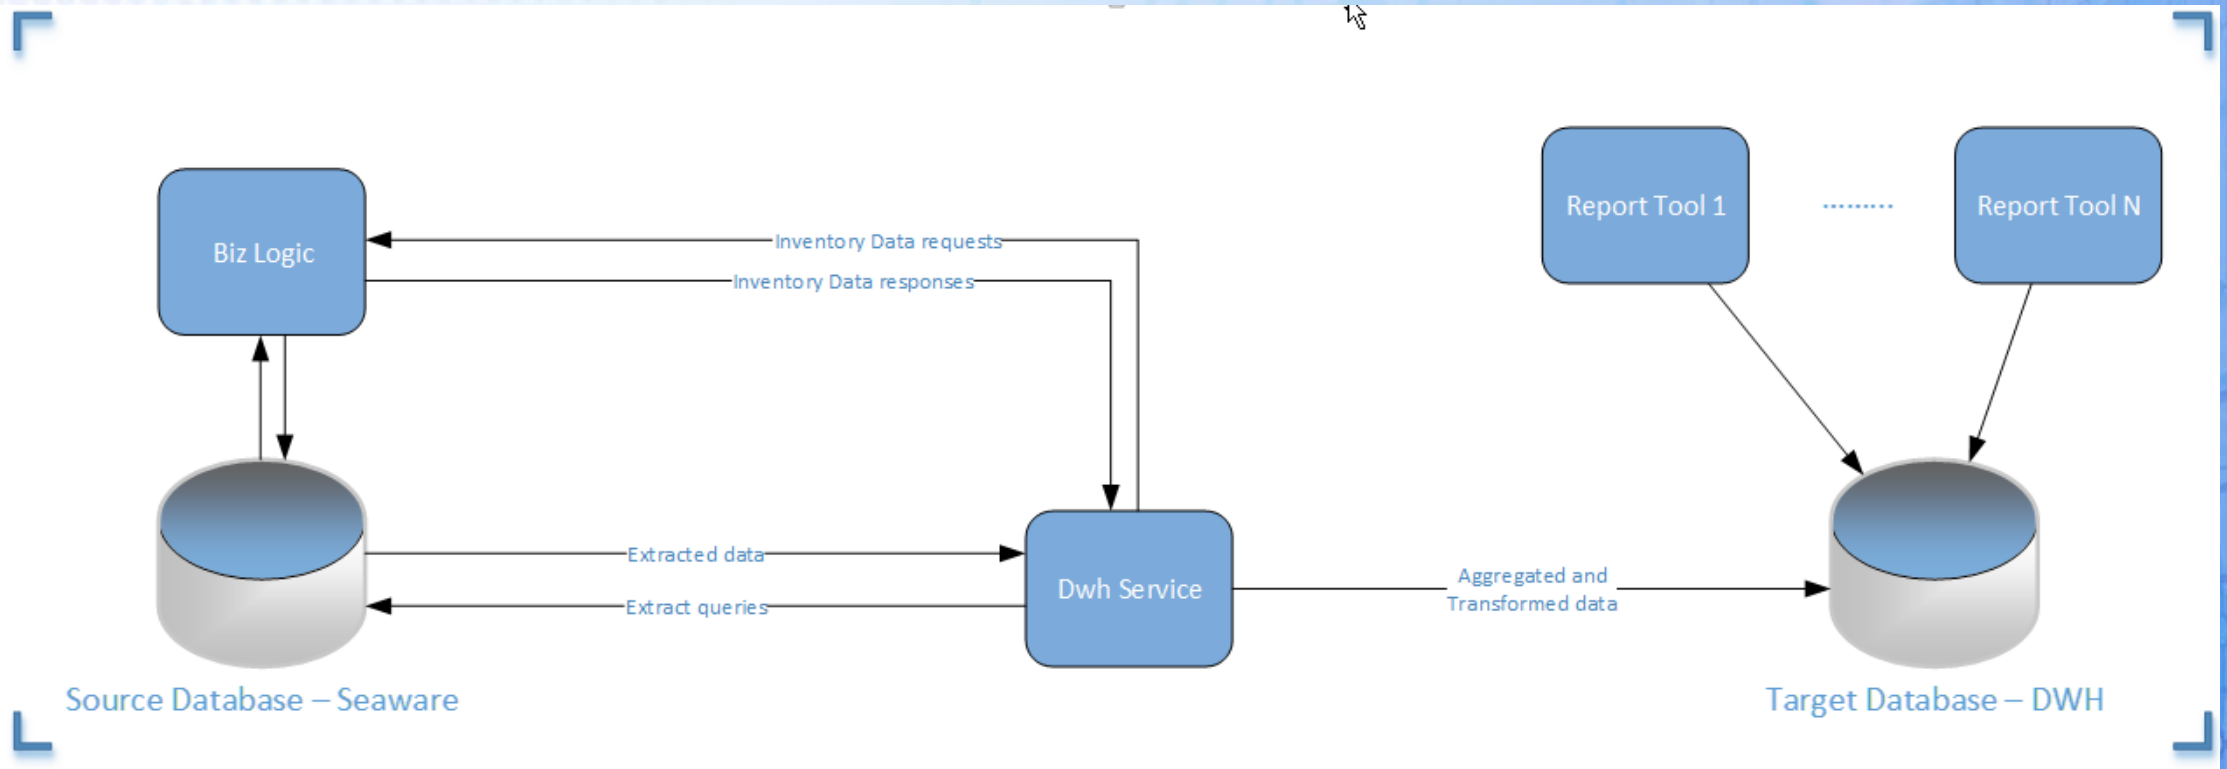 Report Tool 1
.........
Report Tool N
Biz Logic
Inventory Data requests
Inventory Data responses
Extracted data
Extract queries
Dwh Service
Aggregated and
Transformed data
Source Database – Seaware
Target Database – DWH